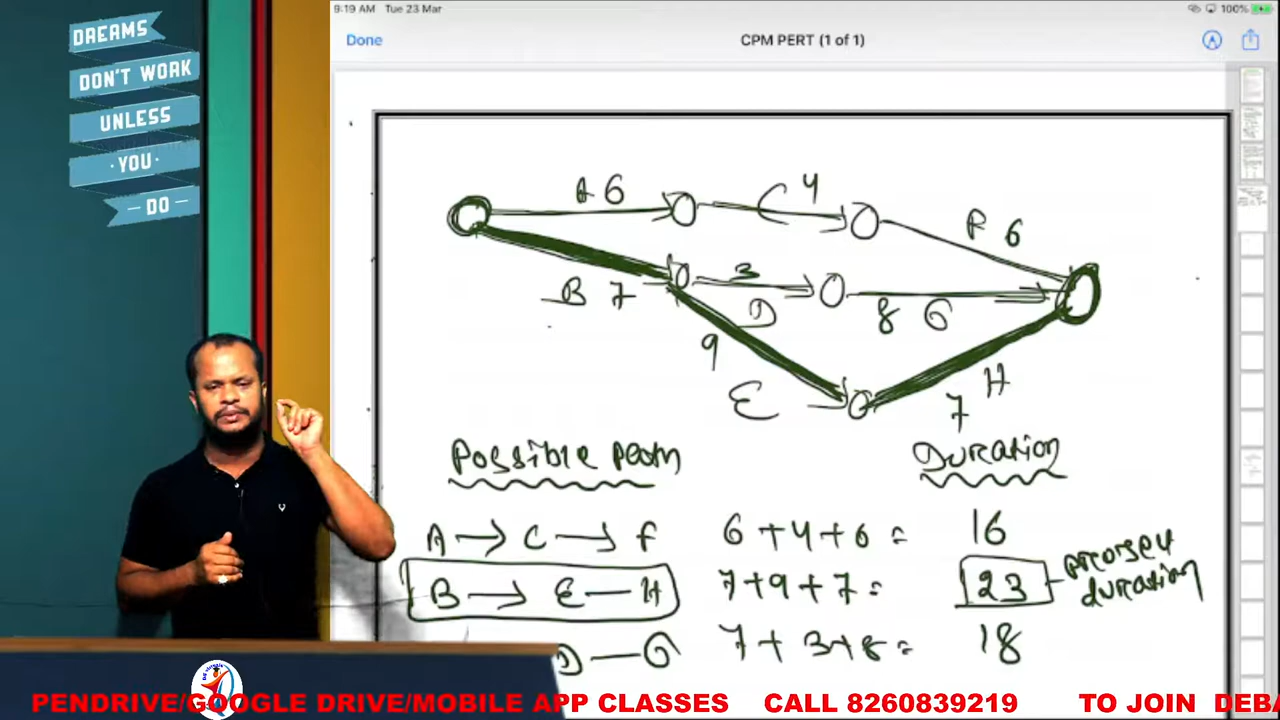 DREAMS
DON'T WORK
UNLESS
·YOU·
DO
9:19 AM Tue 23 Mar
100%
Done
CPM PERT (1 of 1)
A 6
C 4
F 6
B 7
3
D
8 G
9
E
H
7
Possible Path
Duration
A → C → F 6+4+6= 16
B → E — H 7+9+7= 23
duration
D — G 7+3+8= 18
PENDRIVE/GOOGLE DRIVE/MOBILE APP CLASSES CALL 8260839219 TO JOIN DEBA